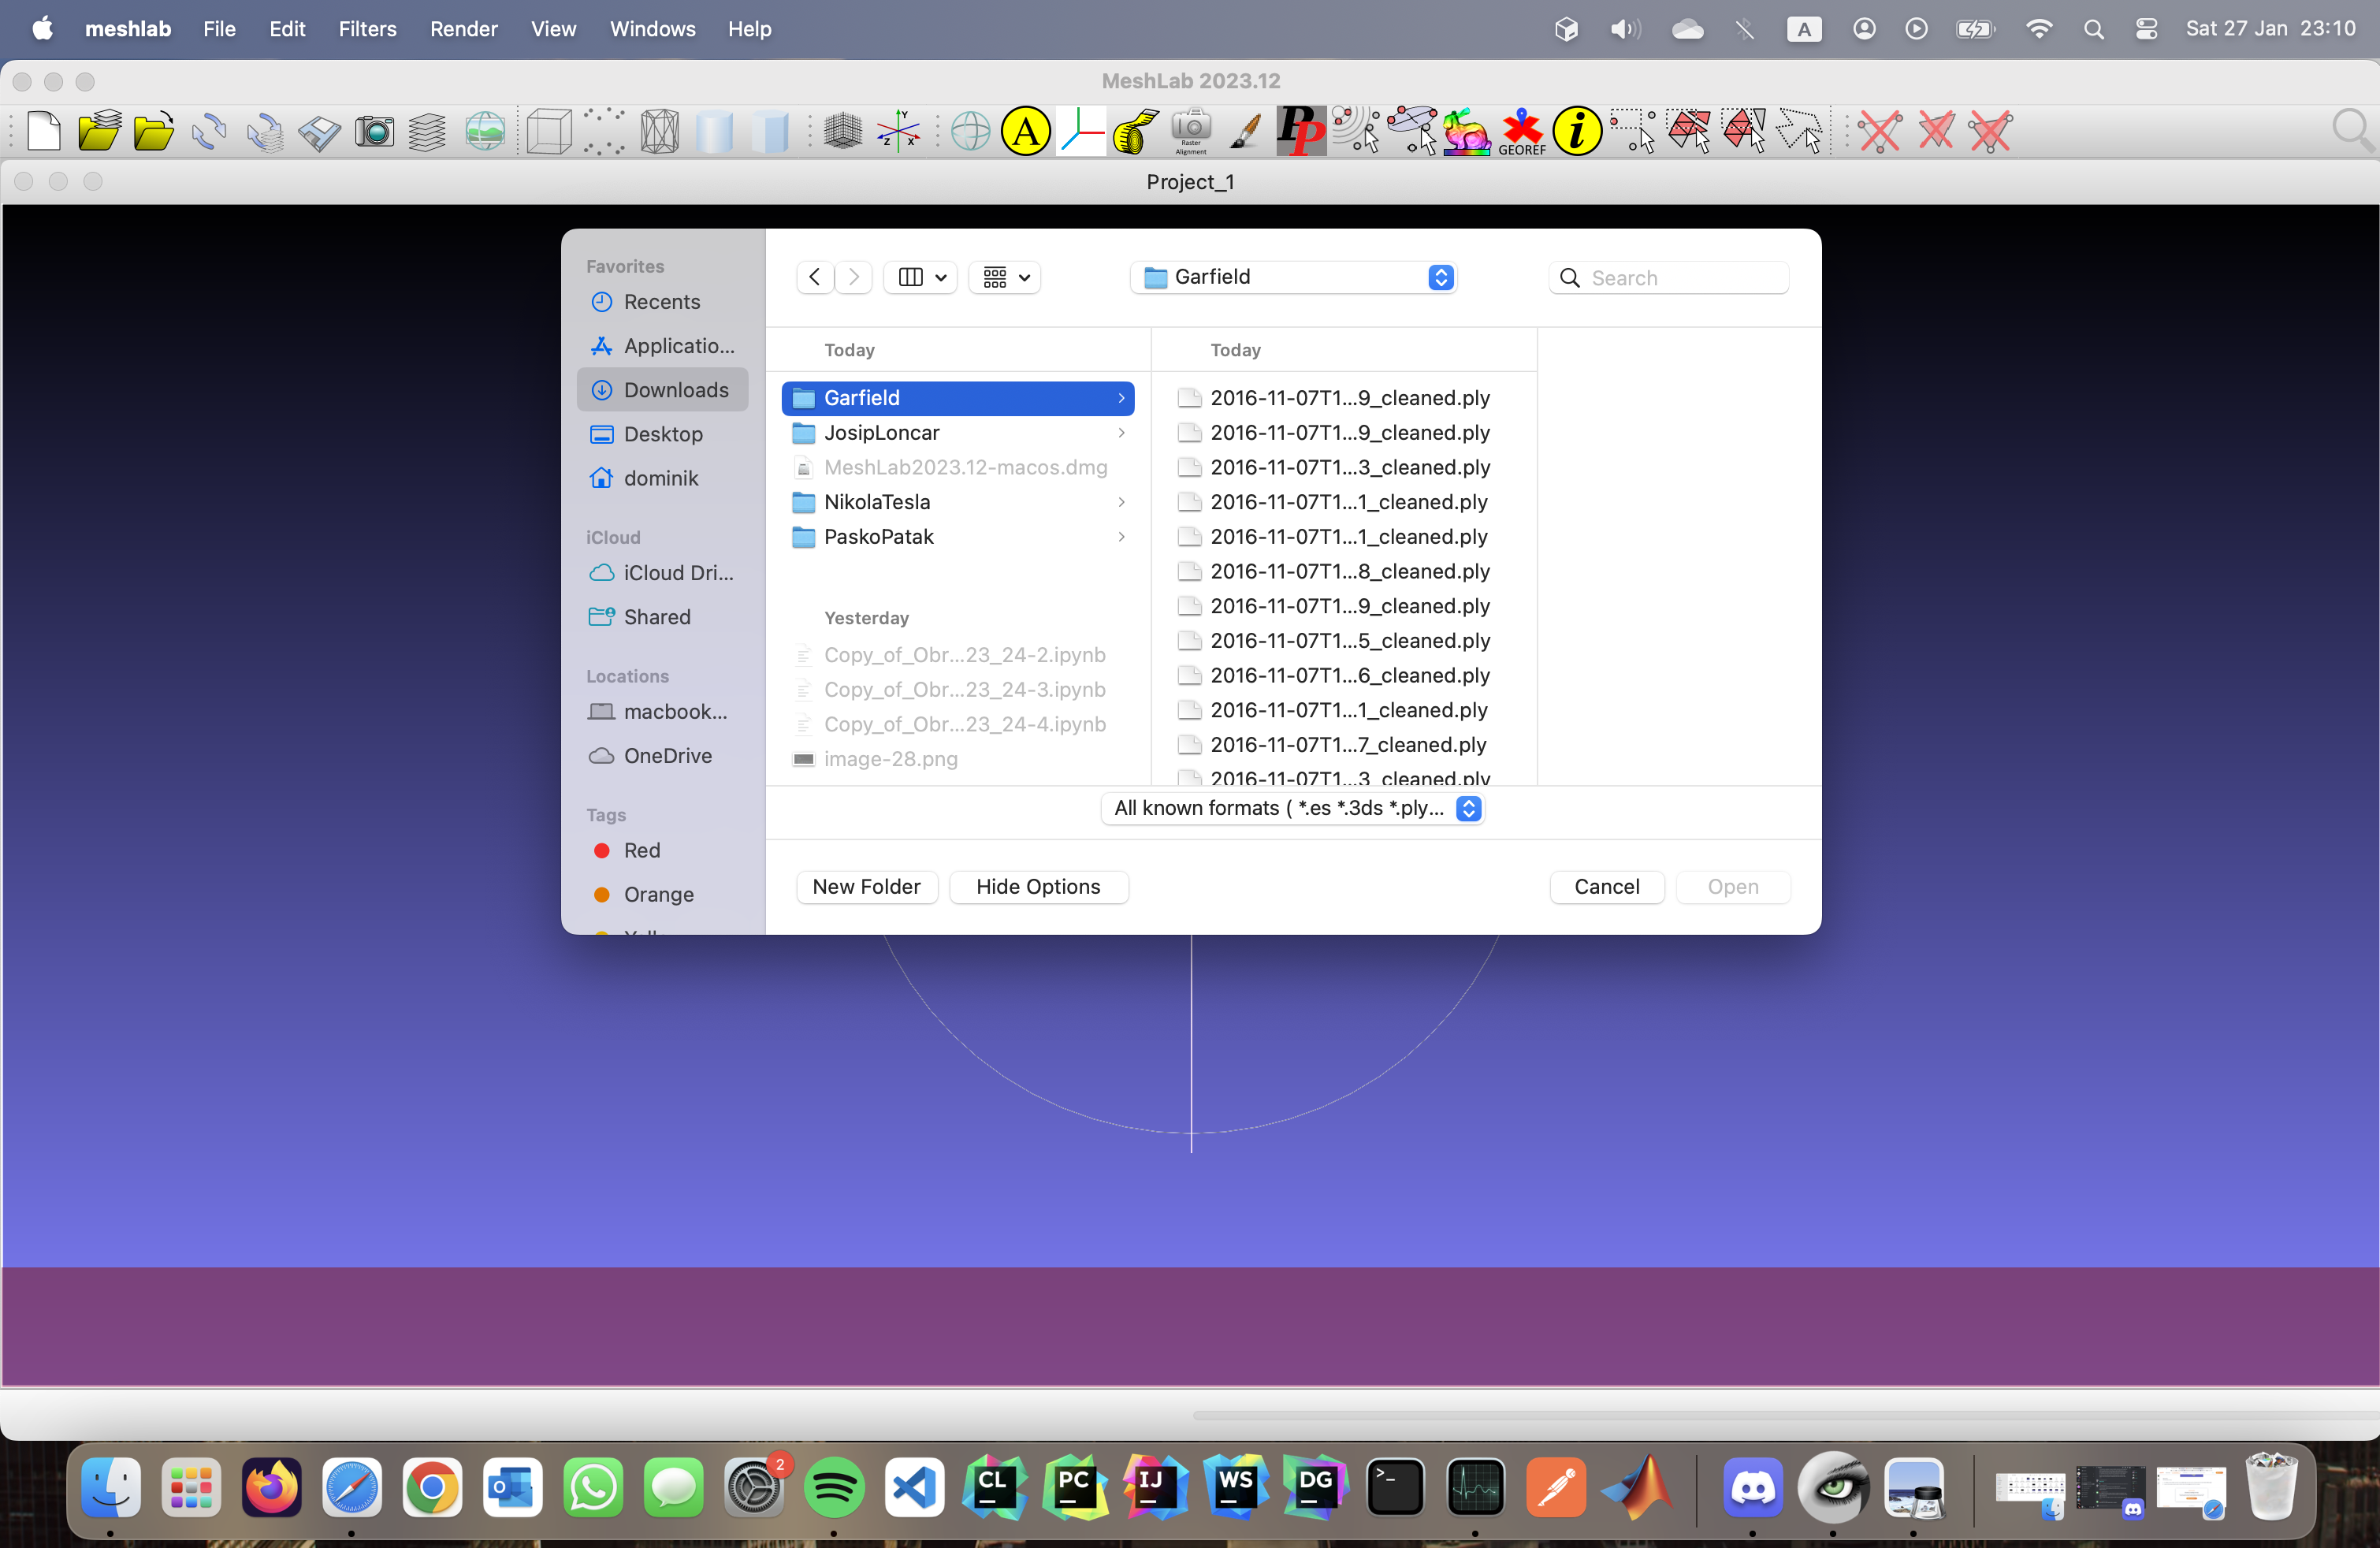 meshlab File Edit Filters Render View Windows Help A Sat 27 Jan 23:10
MeshLab 2023.12
Y Z X A Raster Alignment PP GEOREF i
Project_1
Favorites
Recents
Applicatio...
Downloads
Desktop
dominik
iCloud
iCloud Dri...
Shared
Locations
macbook...
OneDrive
Tags
Red
Orange
Garfield
Search
Today
Garfield
JosipLoncar
MeshLab2023.12-macos.dmg
NikolaTesla
PaskoPatak
Yesterday
Copy_of_Obr...23_24-2.ipynb
Copy_of_Obr...23_24-3.ipynb
Copy_of_Obr...23_24-4.ipynb
image-28.png
Today
2016-11-07T1...9_cleaned.ply
2016-11-07T1...9_cleaned.ply
2016-11-07T1...3_cleaned.ply
2016-11-07T1...1_cleaned.ply
2016-11-07T1...1_cleaned.ply
2016-11-07T1...8_cleaned.ply
2016-11-07T1...9_cleaned.ply
2016-11-07T1...5_cleaned.ply
2016-11-07T1...6_cleaned.ply
2016-11-07T1...1_cleaned.ply
2016-11-07T1...7_cleaned.ply
2016-11-07T1...3_cleaned.ply
All known formats ( *.es *.3ds *.ply...
New Folder Hide Options Cancel Open
2
CL PC IJ WS DG